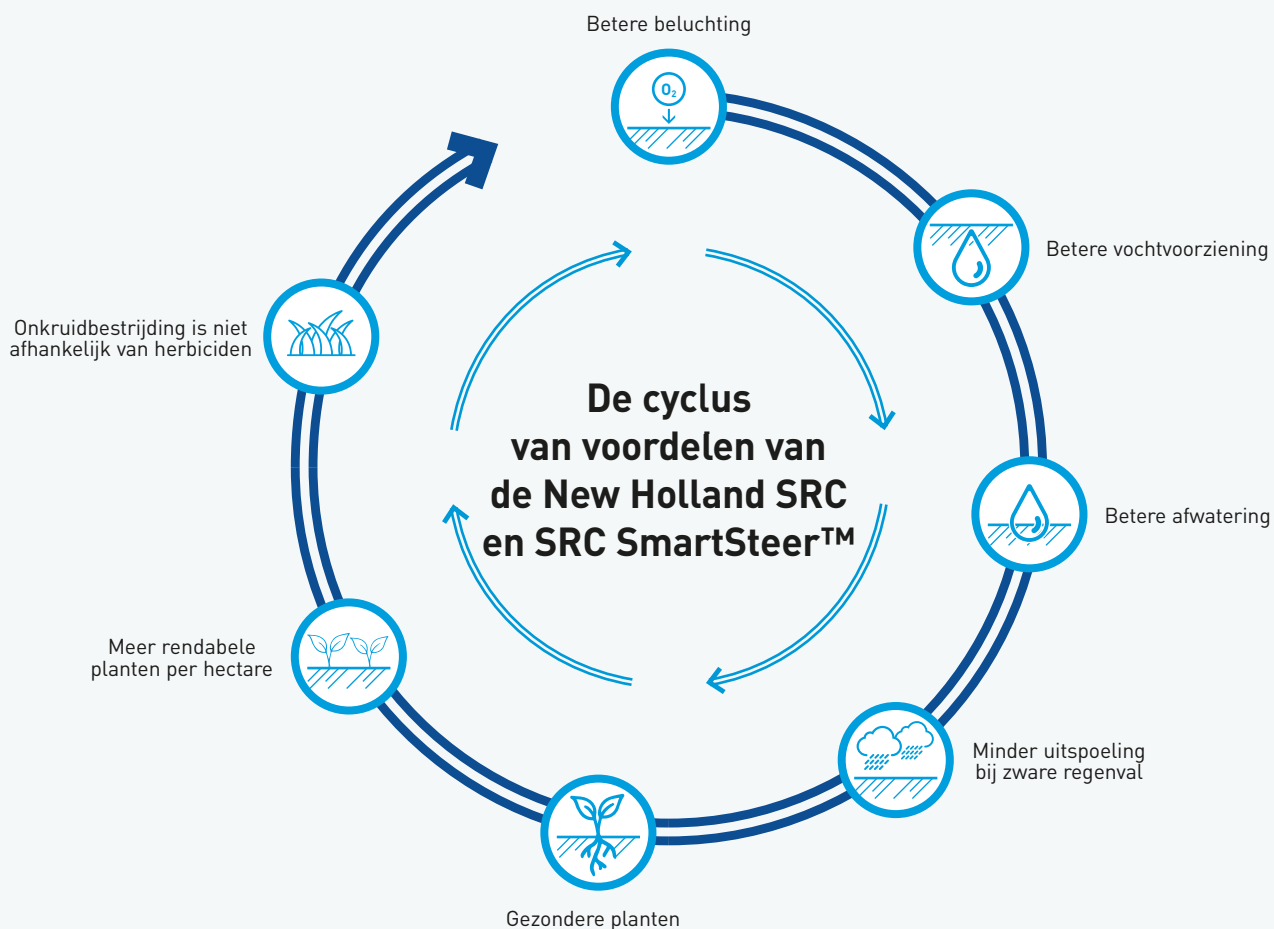 Betere beluchting
O₂
Betere vochtvoorziening
Onkruidbestrijding is niet
afhankelijk van herbiciden
De cyclus
van voordelen van
de New Holland SRC
en SRC SmartSteer™
Betere afwatering
Meer rendabele
planten per hectare
Minder uitspoeling
bij zware regenval
Gezondere planten